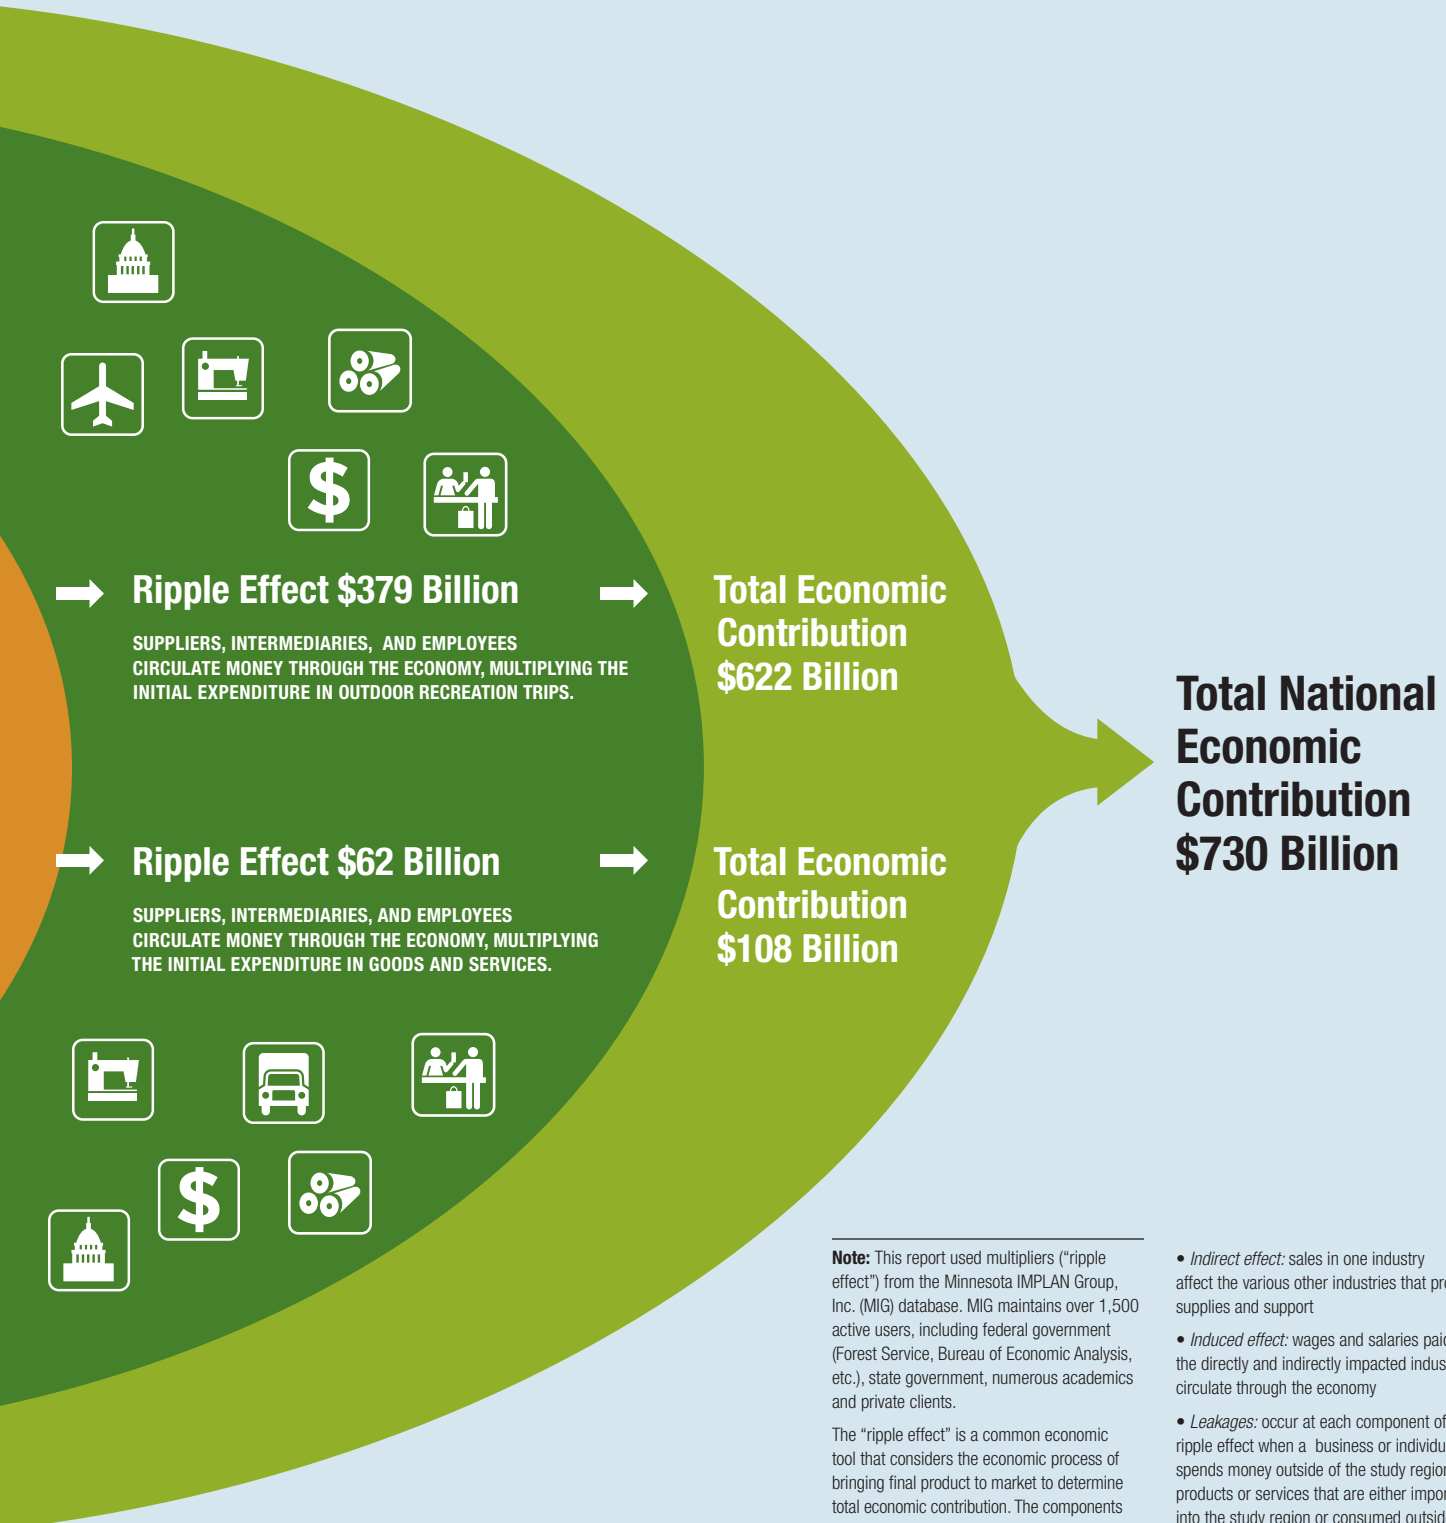 Ripple Effect $379 Billion
SUPPLIERS, INTERMEDIARIES, AND EMPLOYEES
CIRCULATE MONEY THROUGH THE ECONOMY, MULTIPLYING THE
INITIAL EXPENDITURE IN OUTDOOR RECREATION TRIPS.
Total Economic
Contribution
$622 Billion
Ripple Effect $62 Billion
SUPPLIERS, INTERMEDIARIES, AND EMPLOYEES
CIRCULATE MONEY THROUGH THE ECONOMY, MULTIPLYING
THE INITIAL EXPENDITURE IN GOODS AND SERVICES.
Total Economic
Contribution
$108 Billion
Total National
Economic
Contribution
$730 Billion
$
$
Note: This report used multipliers (“ripple
effect”) from the Minnesota IMPLAN Group,
Inc. (MIG) database. MIG maintains over 1,500
active users, including federal government
(Forest Service, Bureau of Economic Analysis,
etc.), state government, numerous academics
and private clients.
The “ripple effect” is a common economic
tool that considers the economic process of
bringing final product to market to determine
total economic contribution. The components
• Indirect effect: sales in one industry
affect the various other industries that
supplies and support
• Induced effect: wages and salaries
the directly and indirectly impacted
circulate through the economy
• Leakages: occur at each component of
ripple effect when a business or
spends money outside of the study
products or services that are either
into the study region or consumed